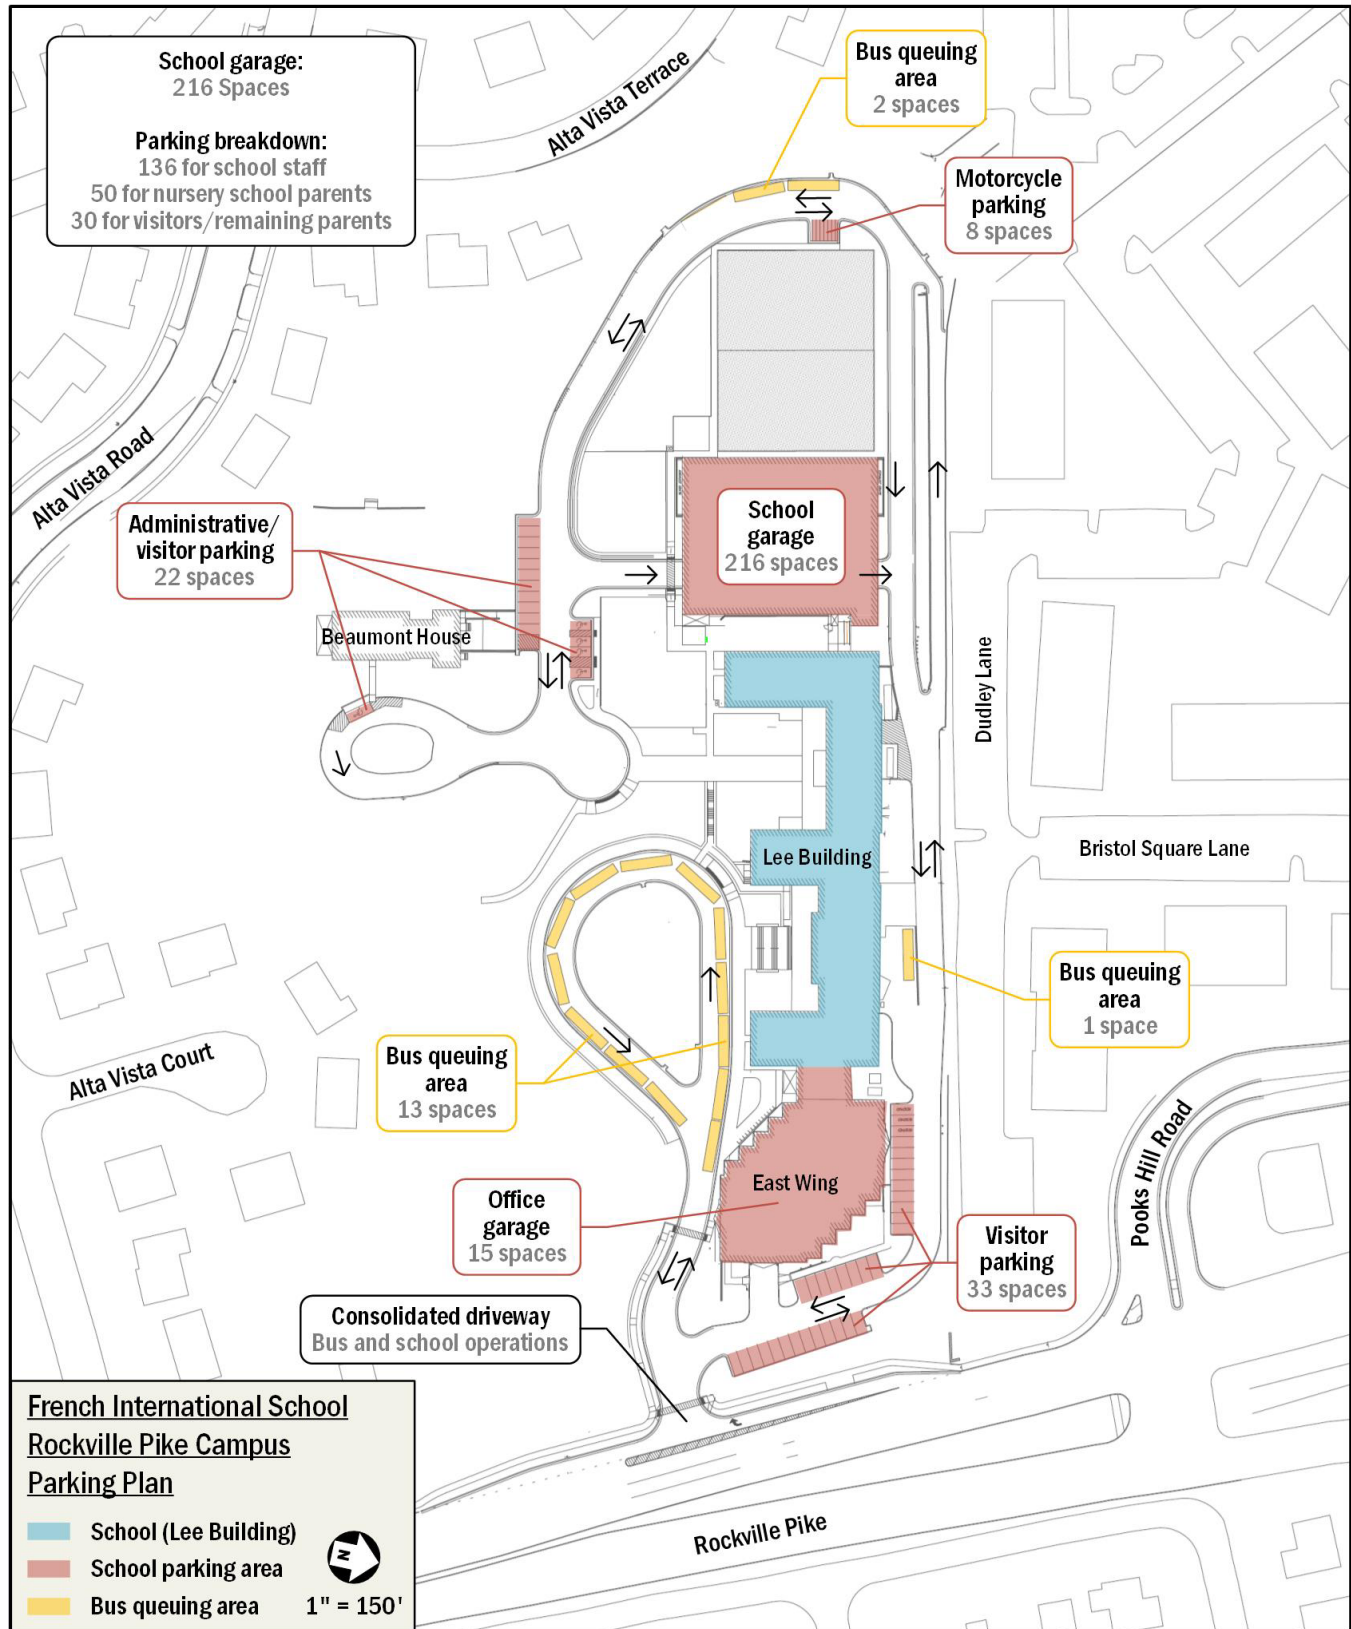 School garage:
216 Spaces
Parking breakdown:
136 for school staff
50 for nursery school parents
30 for visitors/remaining parents
Alta Vista Terrace
Bus queuing
area
2 spaces
Motorcycle
parking
8 spaces
Alta Vista Road
Administrative/
visitor parking
22 spaces
School
garage
216 spaces
Beaumont House
Dudley Lane
Lee Building
Bristol Square Lane
Bus queuing
area
1 space
Alta Vista Court
Bus queuing
area
13 spaces
Pooks Hill Road
East Wing
Office
garage
15 spaces
Visitor
parking
33 spaces
Consolidated driveway
Bus and school operations
French International School
Rockville Pike Campus
Parking Plan
School (Lee Building)
School parking area
Bus queuing area
N
1" = 150'
Rockville Pike